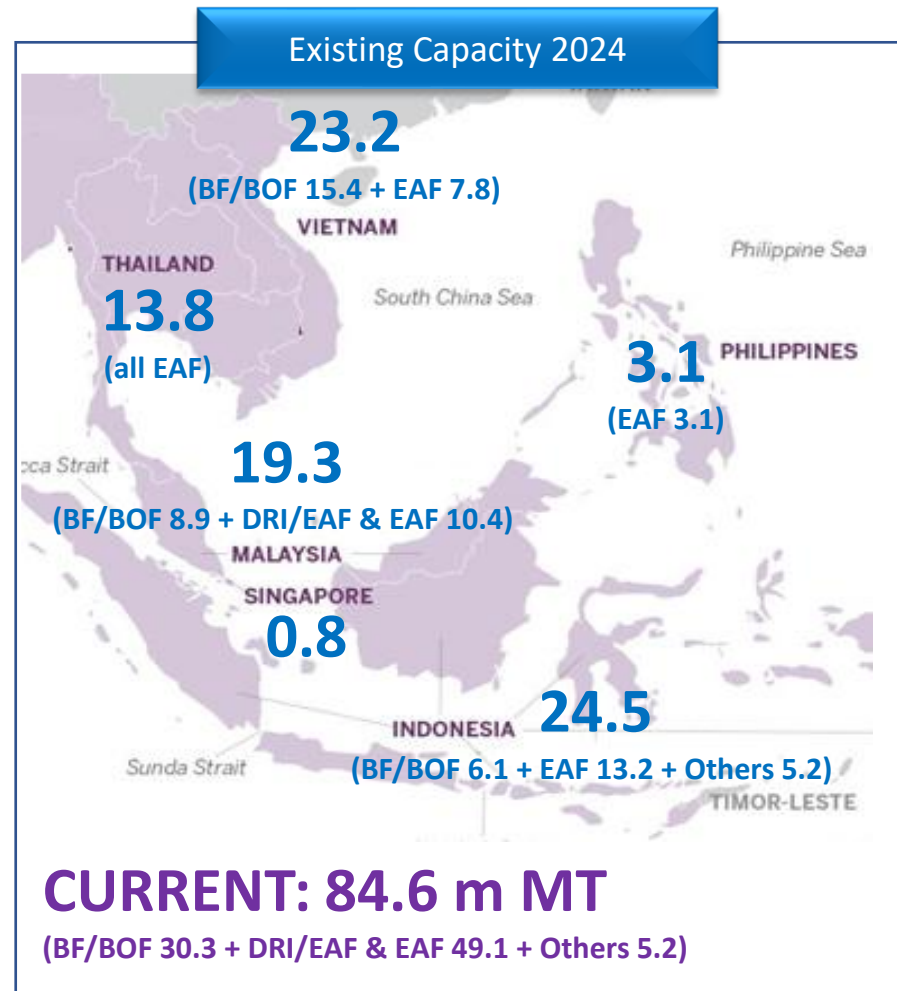 Existing Capacity 2024
23.2
(BF/BOF 15.4 + EAF 7.8)
VIETNAM
Philippine Sea
THAILAND
South China Sea
13.8
(all EAF)
3.1
PHILIPPINES
(EAF 3.1)
19.3
cca Strait
(BF/BOF 8.9 + DRI/EAF & EAF 10.4)
MALAYSIA
SINGAPORE
0.8
24.5
INDONESIA
Sunda Strait
(BF/BOF 6.1 + EAF 13.2 + Others 5.2)
TIMOR-LESTE
CURRENT: 84.6 m MT
(BF/BOF 30.3 + DRI/EAF & EAF 49.1 + Others 5.2)